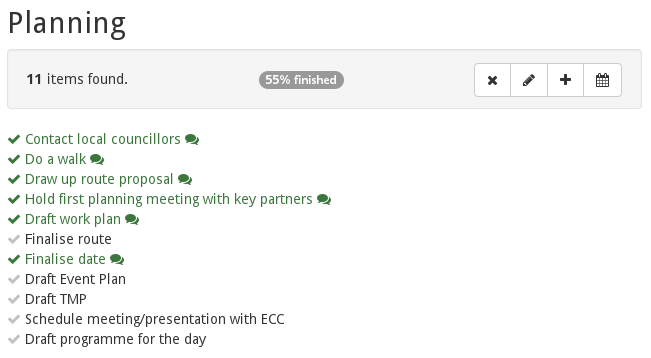 Planning
11 items found.
55% finished
Contact local councillors
Do a walk
Draw up route proposal
Hold first planning meeting with key partners
Draft work plan
Finalise route
Finalise date
Draft Event Plan
Draft TMP
Schedule meeting/presentation with ECC
Draft programme for the day